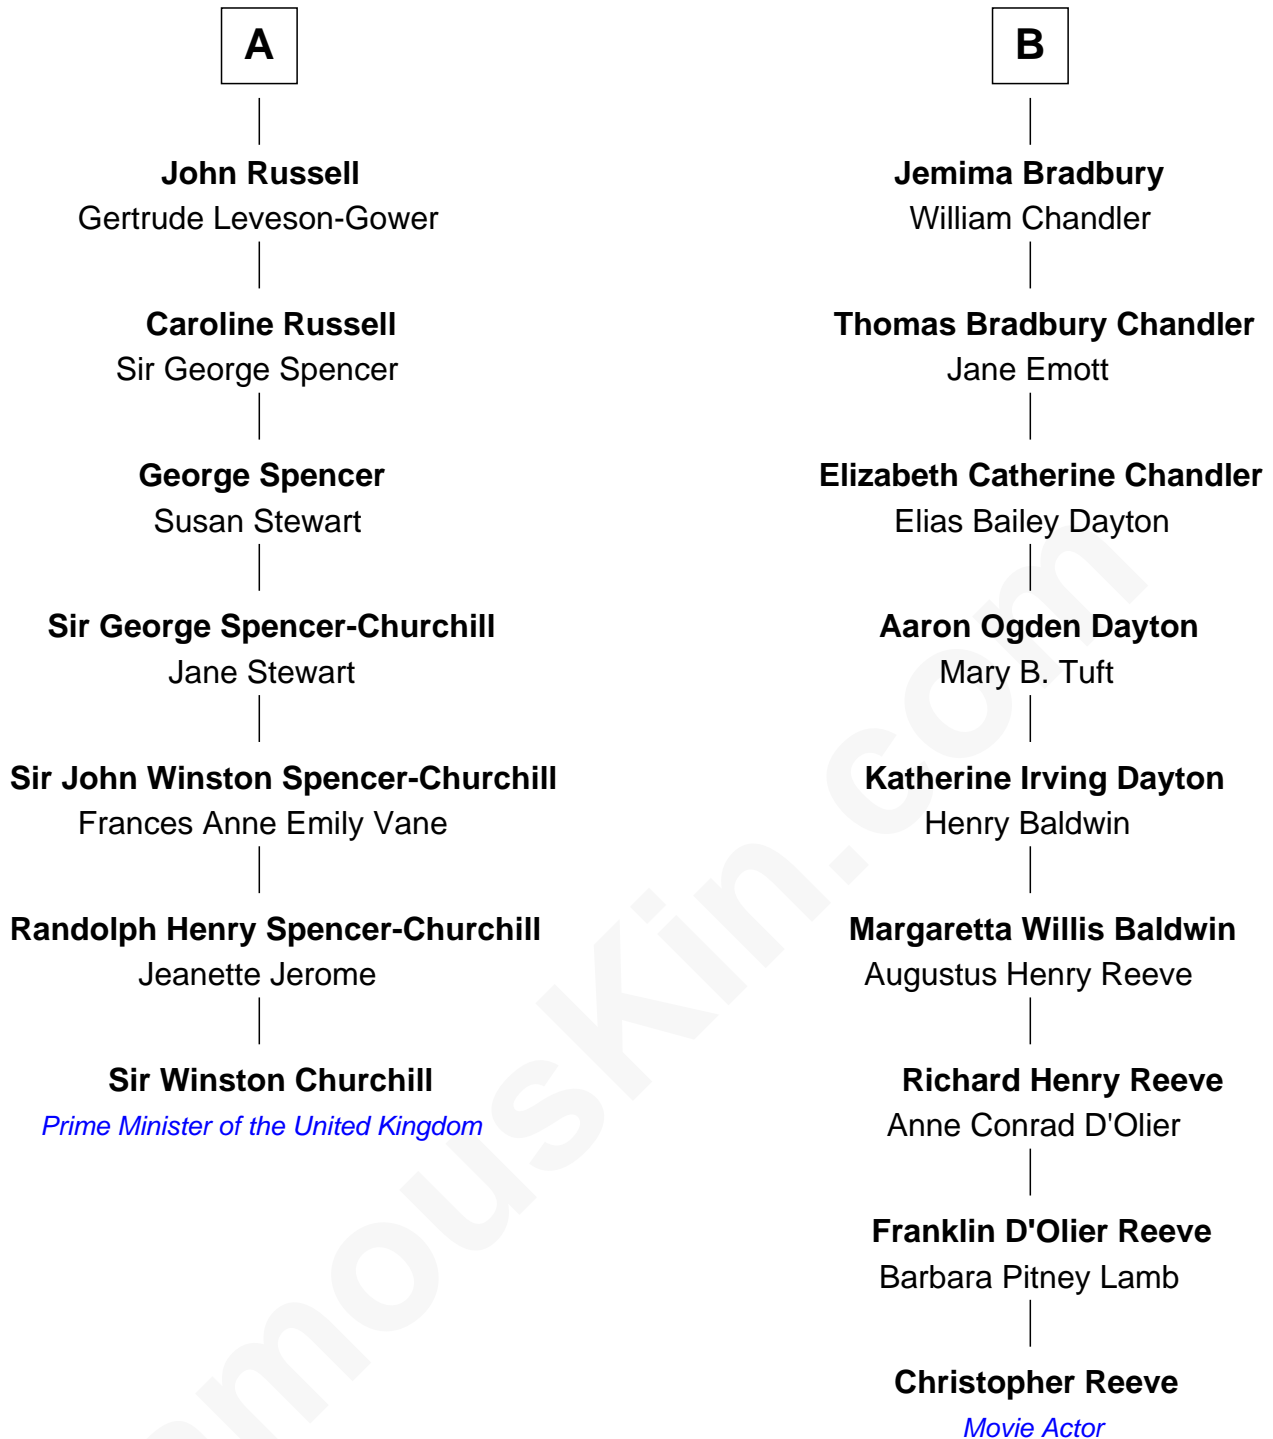 A
John Russell
Gertrude Leveson-Gower
Caroline Russell
Sir George Spencer
George Spencer
Susan Stewart
Sir George Spencer-Churchill
Jane Stewart
Sir John Winston Spencer-Churchill
Frances Anne Emily Vane
Randolph Henry Spencer-Churchill
Jeanette Jerome
Sir Winston Churchill
Prime Minister of the United Kingdom
B
Jemima Bradbury
William Chandler
Thomas Bradbury Chandler
Jane Emott
Elizabeth Catherine Chandler
Elias Bailey Dayton
Aaron Ogden Dayton
Mary B. Tuft
Katherine Irving Dayton
Henry Baldwin
Margaretta Willis Baldwin
Augustus Henry Reeve
Richard Henry Reeve
Anne Conrad D'Olier
Franklin D'Olier Reeve
Barbara Pitney Lamb
Christopher Reeve
Movie Actor
amousKin.com